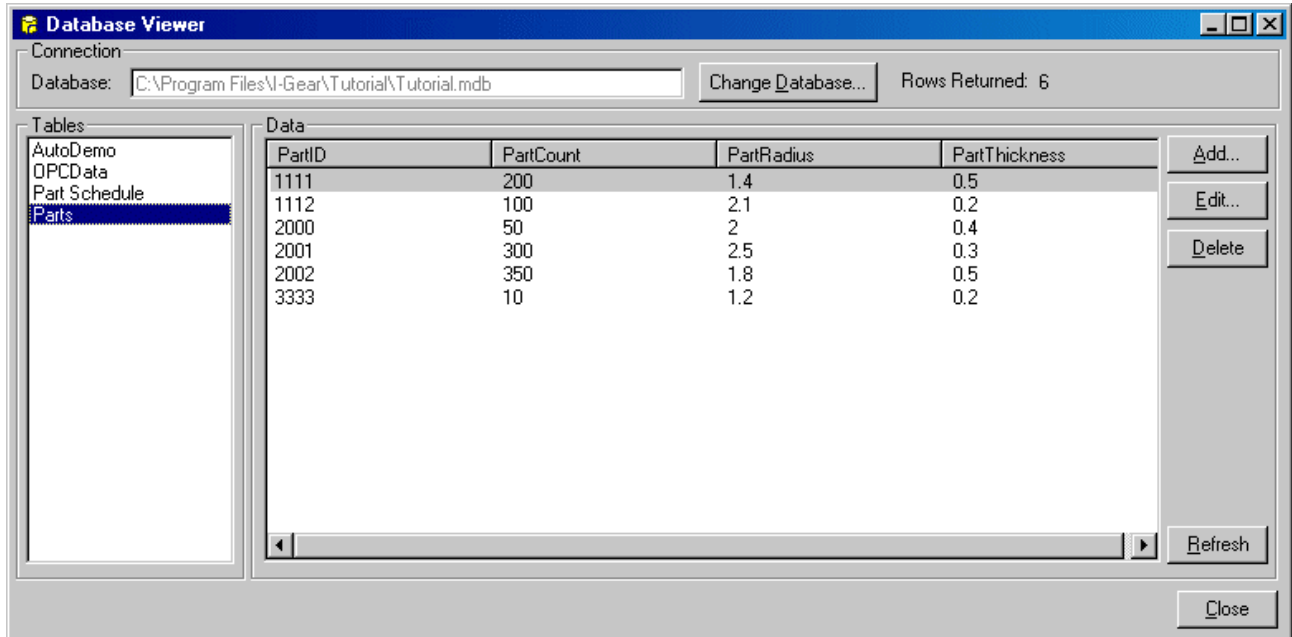 Database Viewer
Connection
Database: C:\Program Files\I-Gear\Tutorial\Tutorial.mdb Change Database... Rows Returned: 6
Tables
AutoDemo
OPCData
Part Schedule
Parts
Data
PartID PartCount PartRadius PartThickness
1111 200 1.4 0.5
1112 100 2.1 0.2
2000 50 2 0.4
2001 300 2.5 0.3
2002 350 1.8 0.5
3333 10 1.2 0.2
Add...
Edit...
Delete
Refresh
Close